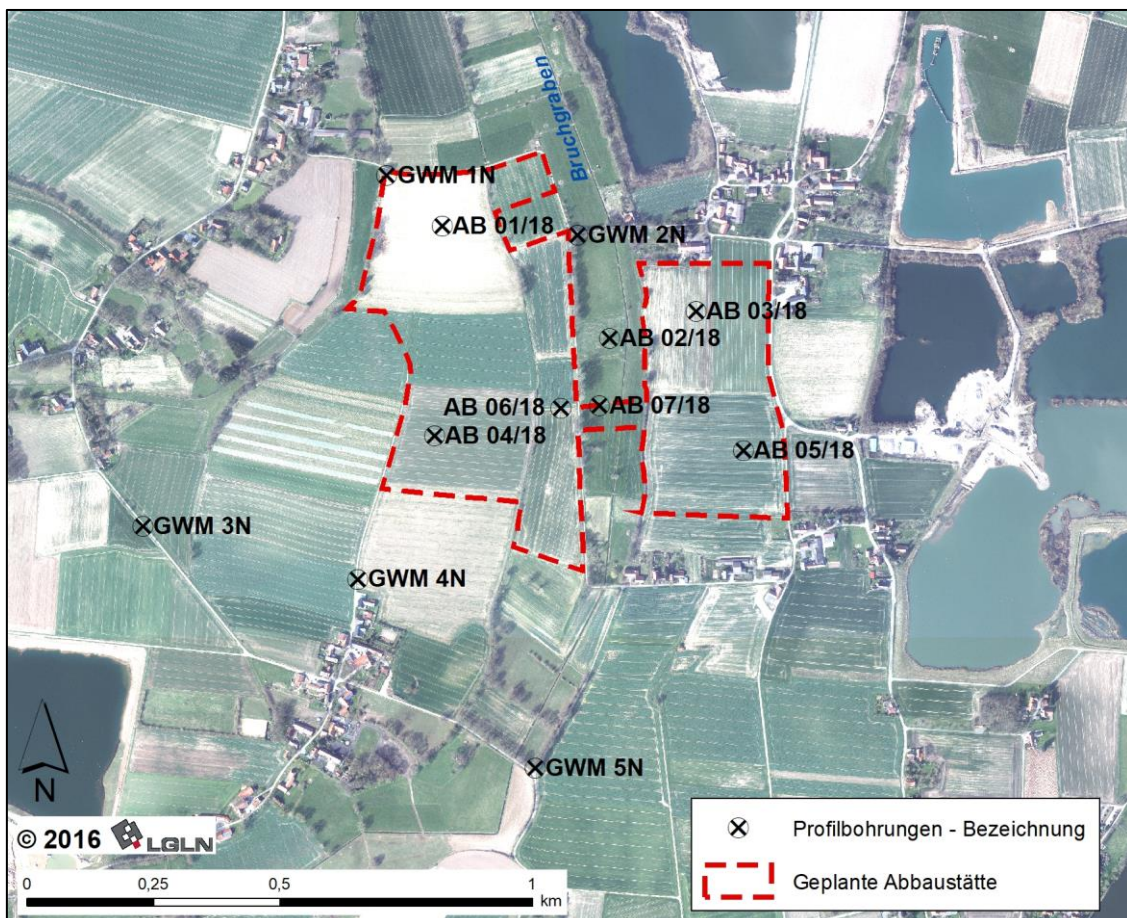 Bruchgraben
GWM 1N
AB 01/18
GWM 2N
AB 03/18
AB 02/18
AB 06/18
AB 07/18
AB 04/18
AB 05/18
GWM 3N
GWM 4N
GWM 5N
N
© 2016 LGLN
0 0,25 0,5 1
km
Profilbohrungen - Bezeichnung
Geplante Abbaustätte